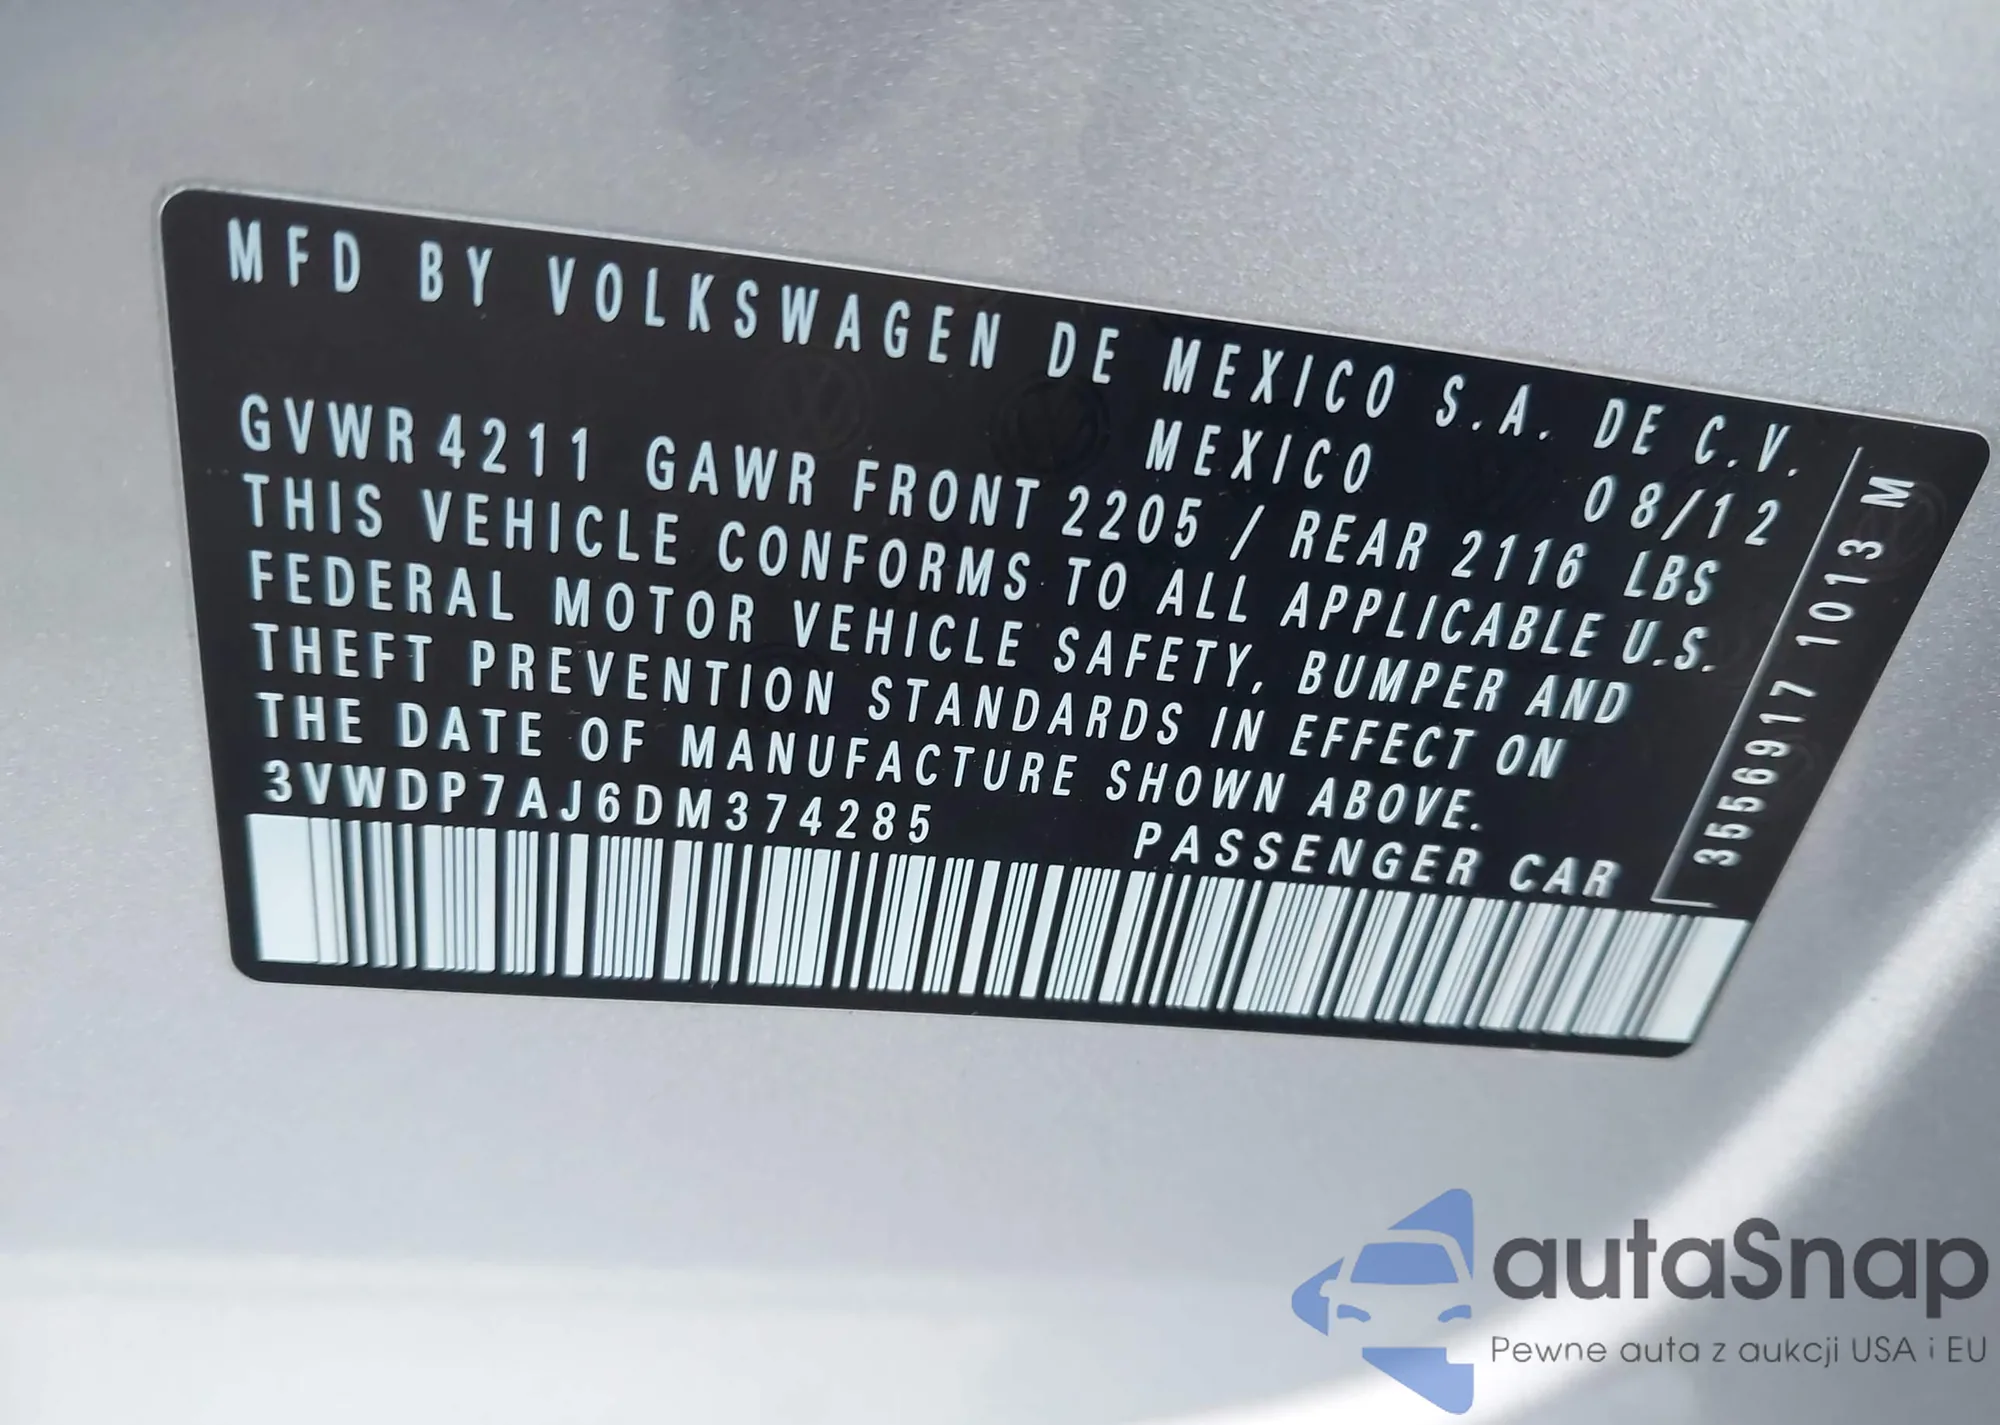 MFD BY VOLKSWAGEN DE MEXICO S.A. DE C.V.
MEXICO 08/12
GVWR 4211 GAWR FRONT 2205 / REAR 2116 LBS
THIS VEHICLE CONFORMS TO ALL APPLICABLE U.S.
FEDERAL MOTOR VEHICLE SAFETY, BUMPER AND
THEFT PREVENTION STANDARDS IN EFFECT ON
THE DATE OF MANUFACTURE SHOWN ABOVE.
3VWDP7AJ6DM374285 PASSENGER CAR
3556917 1013 M
autaSnap
Pewne auta z aukcji USA i EU